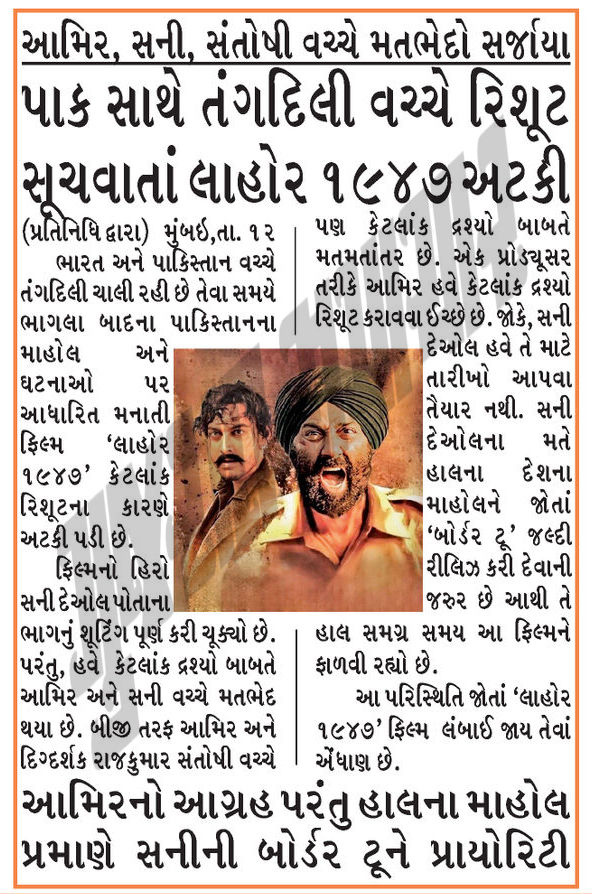 આમિર, સની, સંતોષી વચ્ચે મતભેદો સર્જાયા
પાક સાથે તંગદિલી વચ્ચે રિશૂટ
સૂચવાતાં લાહોર ૧૯૪૭ અટકી
(પ્રતિનિધિ દ્વારા) મુંબઇ,તા. ૧૨
ભારત અને પાકિસ્તાન વચ્ચે
તંગદિલી ચાલી રહી છે તેવા સમયે
ભાગલા બાદના પાકિસ્તાનના
માહોલ અને
ઘટનાઓ પર
આધારિત મનાતી
ફિલ્મ ‘લાહોર
૧૯૪૭’ કેટલાંક
રિશૂટના કારણે
અટકી પડી છે.
ફિલ્મનો હિરો
સની દેઓલ પોતાના
ભાગનું શૂટિંગ પૂર્ણ કરી ચૂક્યો છે.
પરંતુ, હવે કેટલાંક દ્રશ્યો બાબતે
આમિર અને સની વચ્ચે મતભેદ
થયા છે. બીજી તરફ આમિર અને
દિગ્દર્શક રાજકુમાર સંતોષી વચ્ચે
પણ કેટલાંક દ્રશ્યો બાબતે
મતમતાંતર છે. એક પ્રોડ્યૂસર
તરીકે આમિર હવે કેટલાંક દ્રશ્યો
રિશૂટ કરાવવા ઈચ્છે છે. જોકે, સની
દેઓલ હવે તે માટે
તારીખો આપવા
તૈયાર નથી. સની
દેઓલના મતે
હાલના દેશના
માહોલને જોતાં
‘બોર્ડર ટૂ’ જલ્દી
રીલિઝ કરી દેવાની
જરુર છે આથી તે
હાલ સમગ્ર સમય આ ફિલ્મને
ફાળવી રહ્યો છે.
આ પરિસ્થિતિ જોતાં ‘લાહોર
૧૯૪૭’ ફિલ્મ લંબાઈ જાય તેવાં
એંધાણ છે.
આમિરનો આગ્રહ પરંતુ હાલના માહોલ
પ્રમાણે સનીની બોર્ડર ટૂને પ્રાયોરિટી